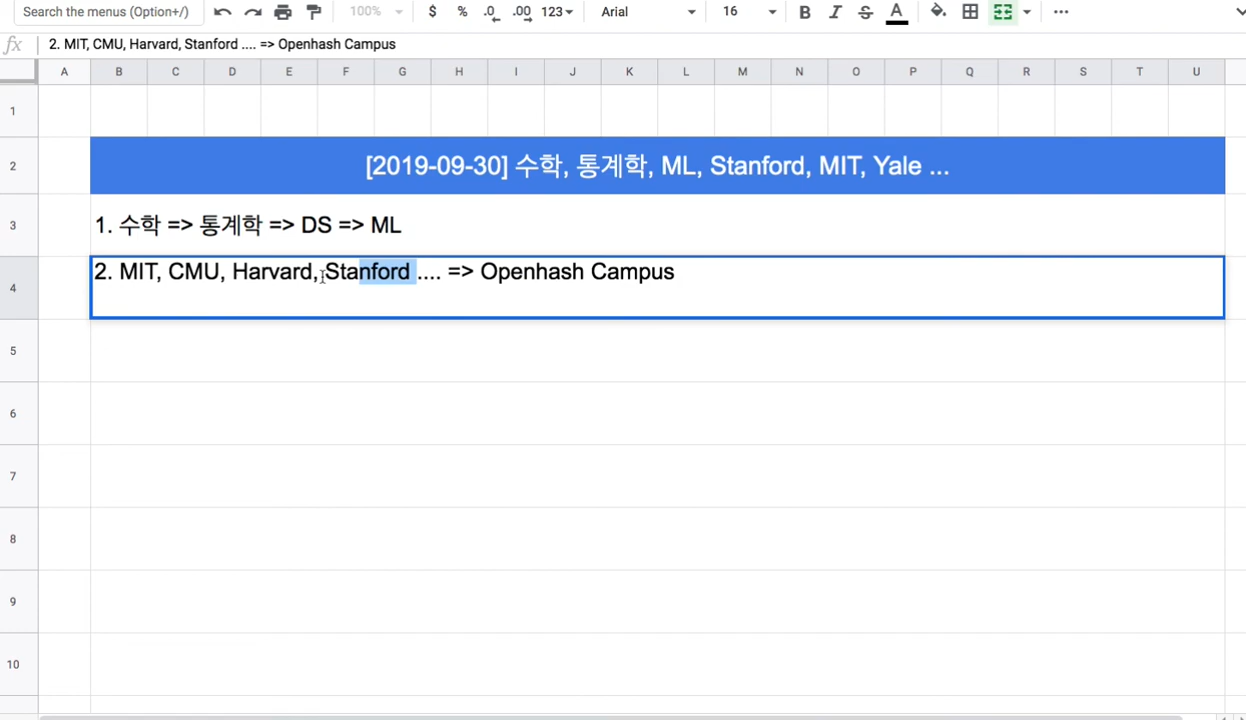 Search the menus (Option+/) 100% $ % .0 .00 123 Arial 16 B I S A
fx 2. MIT, CMU, Harvard, Stanford .... => Openhash Campus
A B C D E F G H I J K L M N O P Q R S T U
1
2 [2019-09-30] 수학, 통계학, ML, Stanford, MIT, Yale ...
3 1. 수학 => 통계학 => DS => ML
4 2. MIT, CMU, Harvard, Stanford .... => Openhash Campus
5
6
7
8
9
10